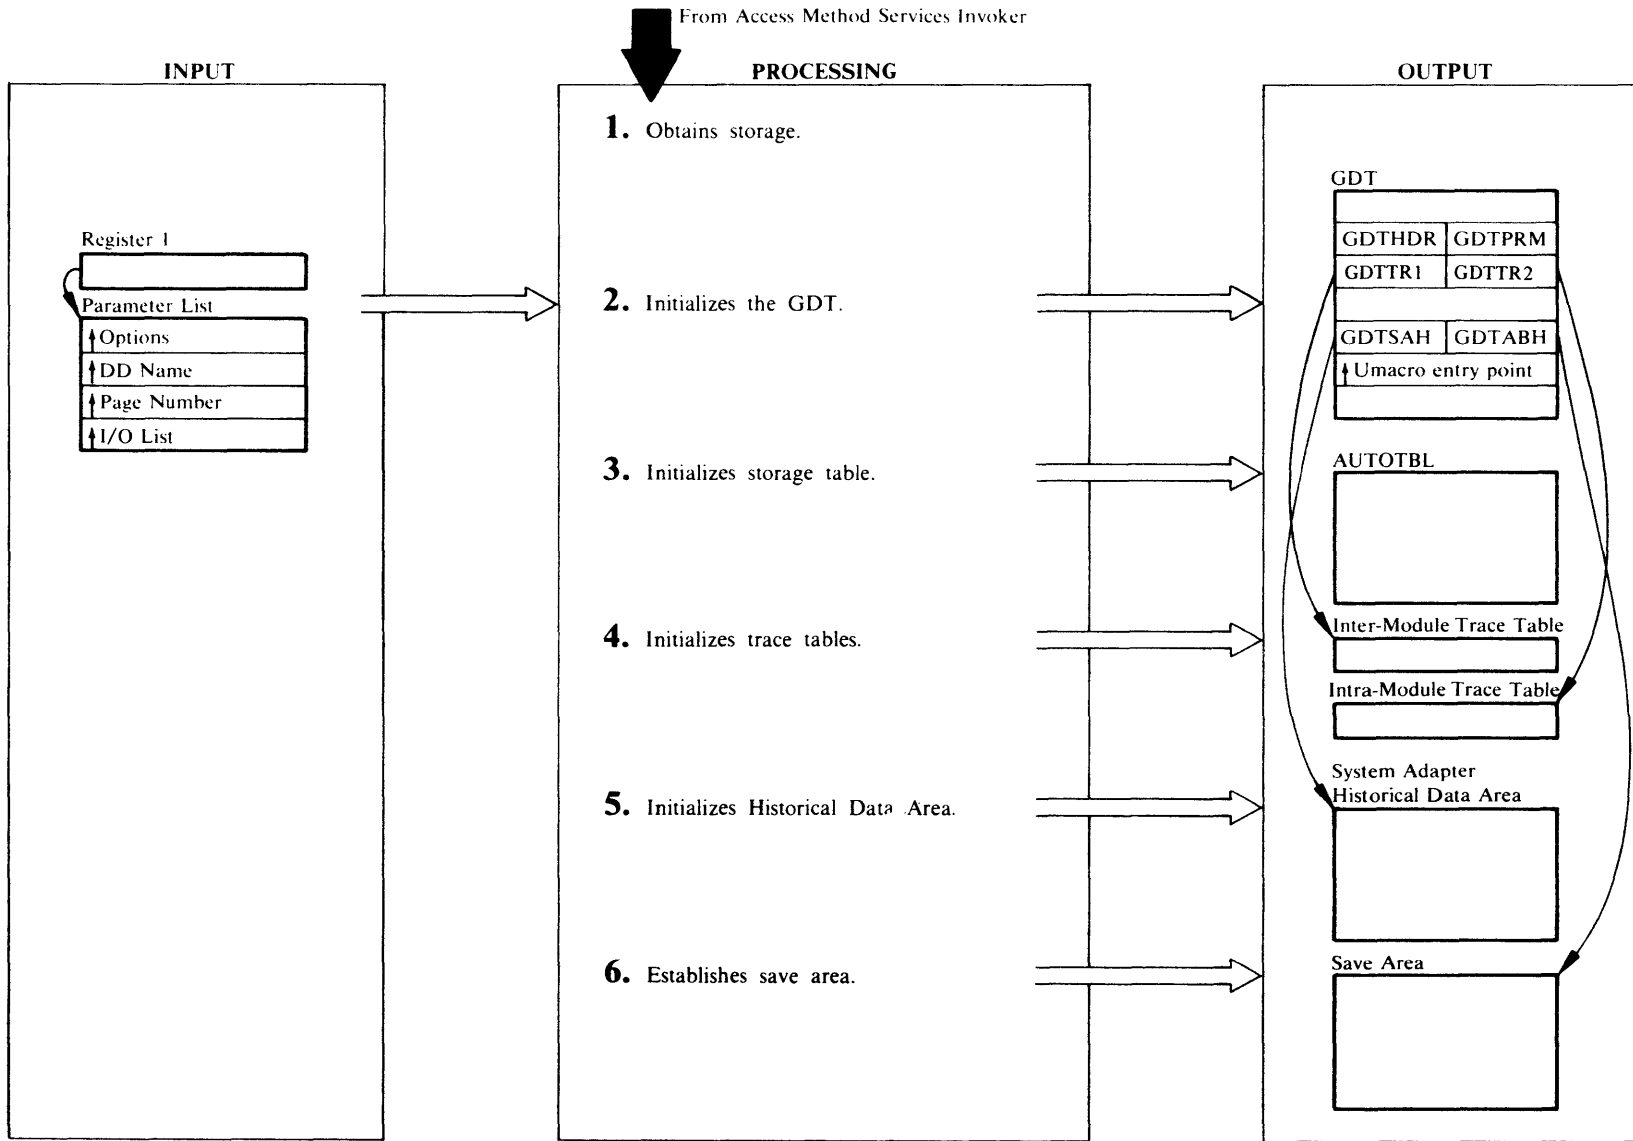 From Access Method Services Invoker
INPUT
PROCESSING
OUTPUT
1. Obtains storage.
Register 1
Parameter List
Options
DD Name
Page Number
I/O List
2. Initializes the GDT.
3. Initializes storage table.
4. Initializes trace tables.
5. Initializes Historical Data Area.
6. Establishes save area.
GDT
GDTHDR GDTPRM
GDTTR1 GDTTR2
GDTSAH GDTABH
Umacro entry point
AUTOTBL
Inter-Module Trace Table
Intra-Module Trace Table
System Adapter
Historical Data Area
Save Area